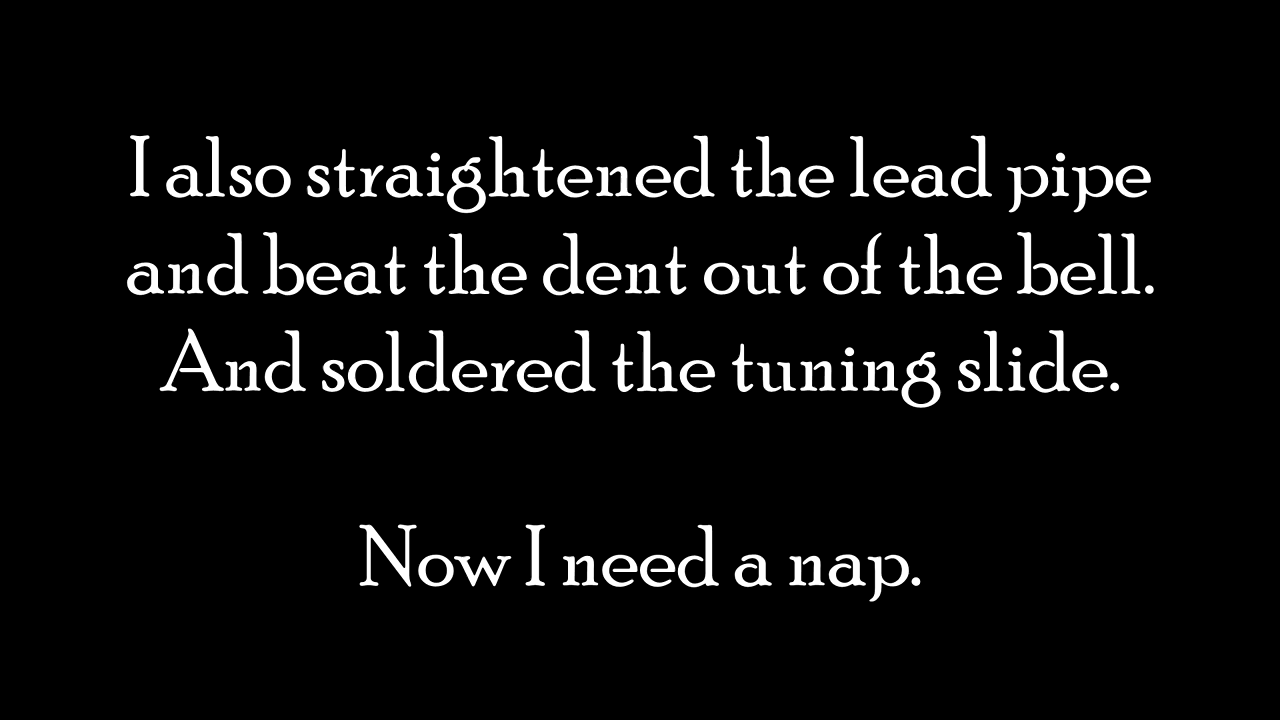 I also straightened the lead pipe
and beat the dent out of the bell.
And soldered the tuning slide.
Now I need a nap.